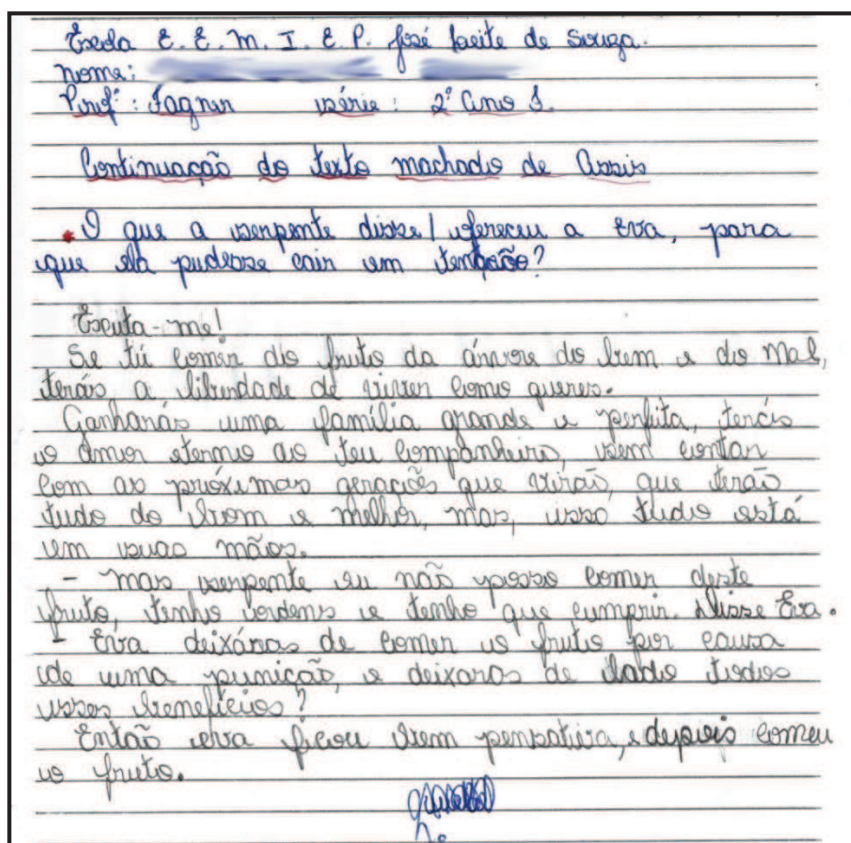 Escola E. E. M. I. E. P. José Leite de Souza.
nome:
Prof: Fagner série: 2º Ano
Continuação do texto machado de Assis
• O que a serpente disse/ofereceu a Eva, para
que ela pudesse cair em tentação?
Escuta-me!
Se tú comer do fruto da árvore do bem e do mal,
terás, a liberdade de viver como queres.
Ganharás uma família grande e perfeita, terás
o amor eterno do teu companheiro, sem contar
com as próximas gerações que virão, que terão
tudo do bom e melhor, mas, isso tudo está
em suas mãos.
- mas serpente eu não posso comer deste
fruto, tenho ordens e tenho que cumprir. Disse Eva.
- Eva deixáras de comer o fruto por causa
de uma punição, e deixaras de lado todos
esses benefícios?
Então eva ficou bem pensativa, e depois comeu
o fruto.